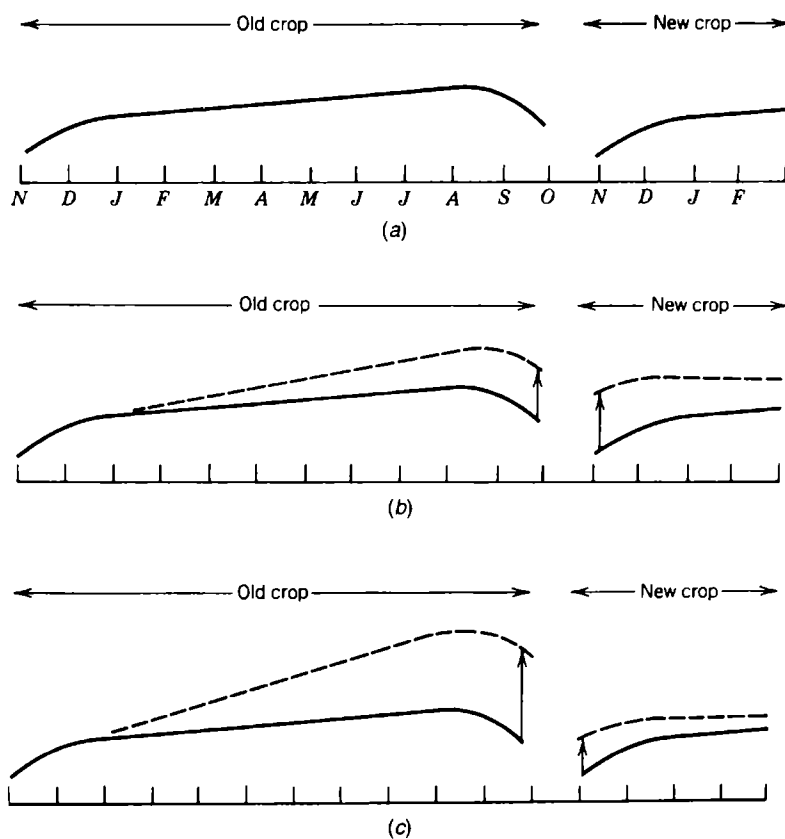 Old crop New crop
N D J F M A M J J A S O N D J F
(a)
Old crop New crop
(b)
Old crop New crop
(c)